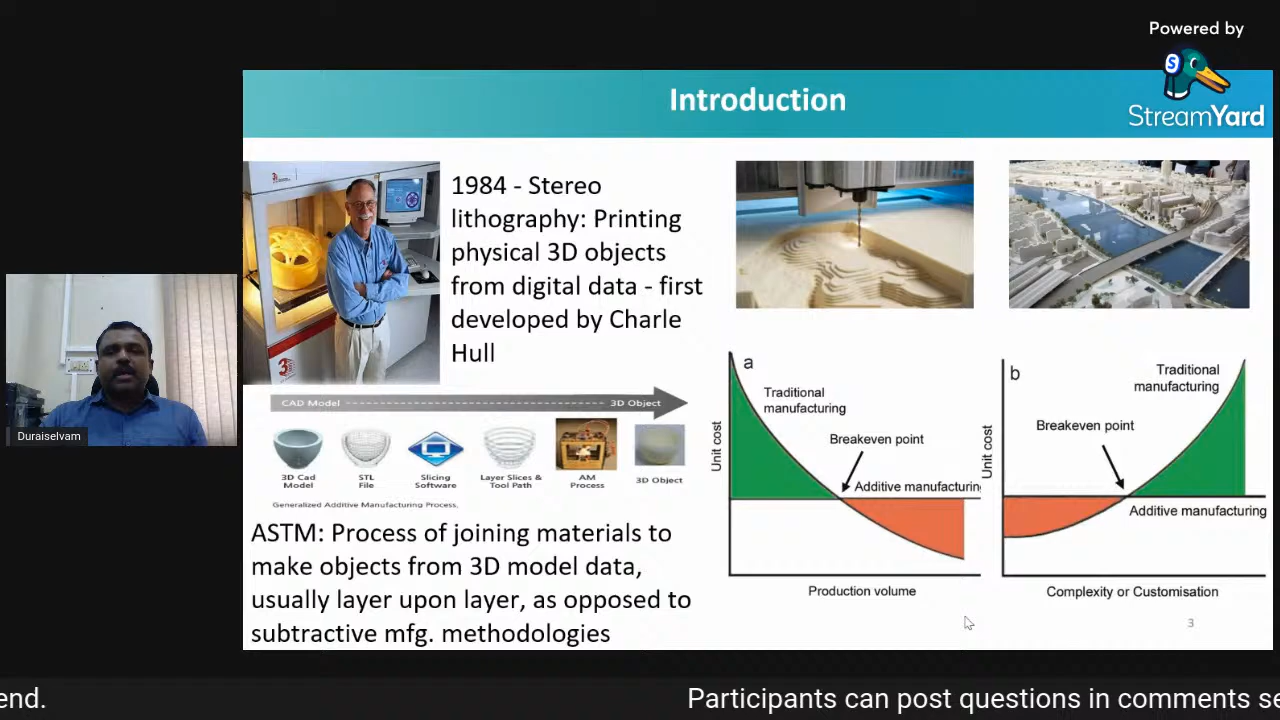 Powered by
StreamYard
Introduction
1984 - Stereo
lithography: Printing
physical 3D objects
from digital data - first
developed by Charle
Hull
CAD Model
3D Object
3D Cad
Model
STL
File
Slicing
Software
Layer Slices &
Tool Path
AM
Process
3D Object
Generalized Additive Manufacturing Process,
ASTM: Process of joining materials to
make objects from 3D model data,
usually layer upon layer, as opposed to
subtractive mfg. methodologies
a
Traditional
manufacturing
Breakeven point
Additive manufacturin
Unit cost
Production volume
b
Traditional
manufacturing
Breakeven point
Additive manufacturing
Unit cost
Complexity or Customisation
3
Duraiselvam
end.
Participants can post questions in comments se